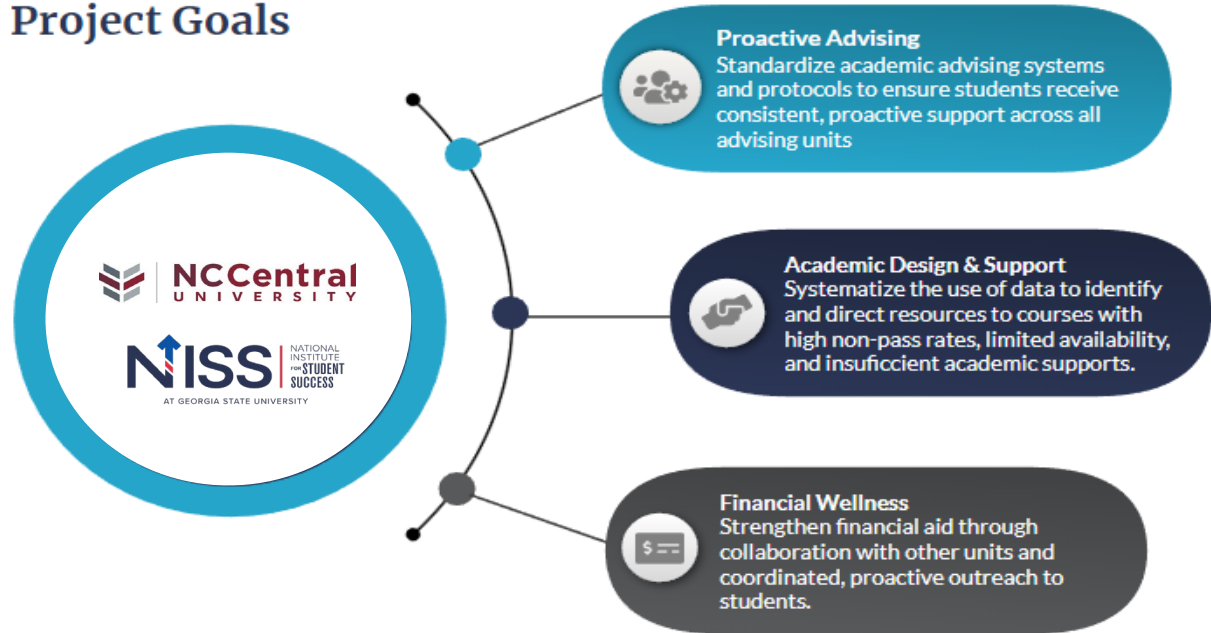 Project Goals
Proactive Advising
Standardize academic advising systems
and protocols to ensure students receive
consistent, proactive support across all
advising units
NCCentral
UNIVERSITY
NISS
NATIONAL
INSTITUTE
FOR STUDENT
SUCCESS
AT GEORGIA STATE UNIVERSITY
Academic Design & Support
Systematize the use of data to identify
and direct resources to courses with
high non-pass rates, limited availability,
and insuficcient academic supports.
Financial Wellness
Strengthen financial aid through
collaboration with other units and
coordinated, proactive outreach to
students.
$